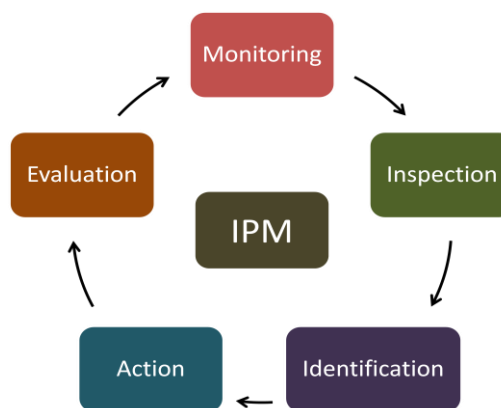 Monitoring
Inspection
Identification
Action
Evaluation
IPM